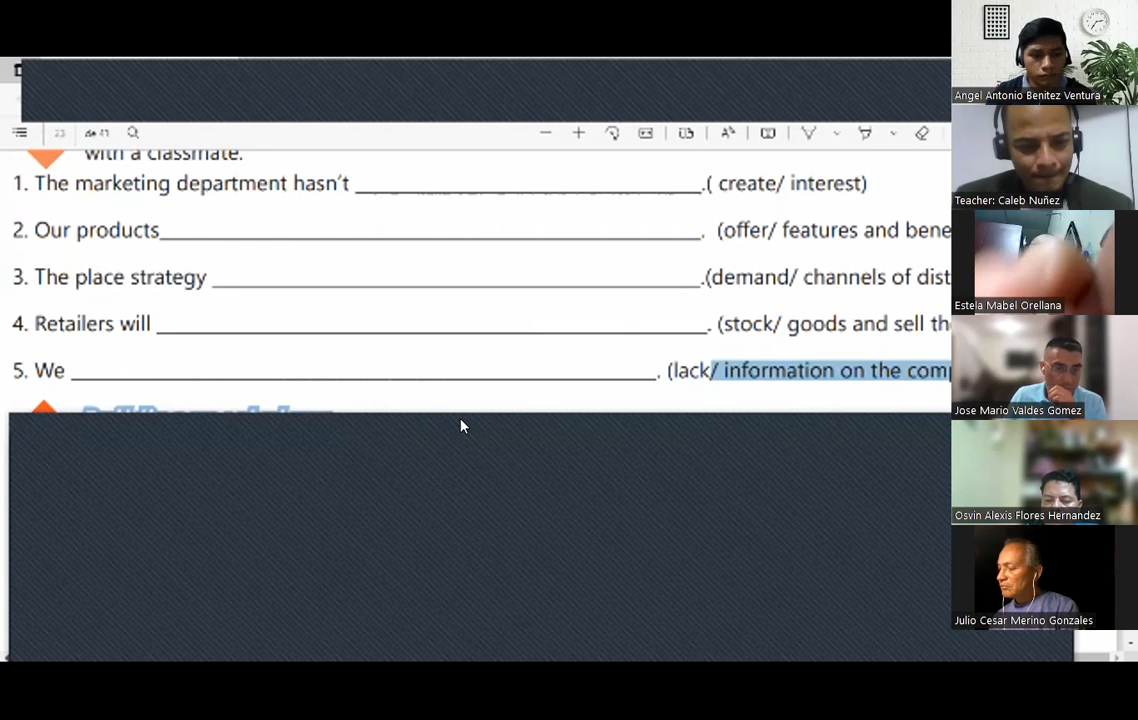 23 de 41
with a classmate.
1. The marketing department hasn't ______________________________.( create/ interest)
2. Our products______________________________. (offer/ features and bene
3. The place strategy ______________________________.(demand/ channels of dist
4. Retailers will ______________________________. (stock/ goods and sell th
5. We ______________________________. (lack/ information on the comp
Angel Antonio Benitez Ventura
Teacher: Caleb Nuñez
Estela Mabel Orellana
Jose Mario Valdes Gomez
Osvin Alexis Flores Hernandez
Julio Cesar Merino Gonzales